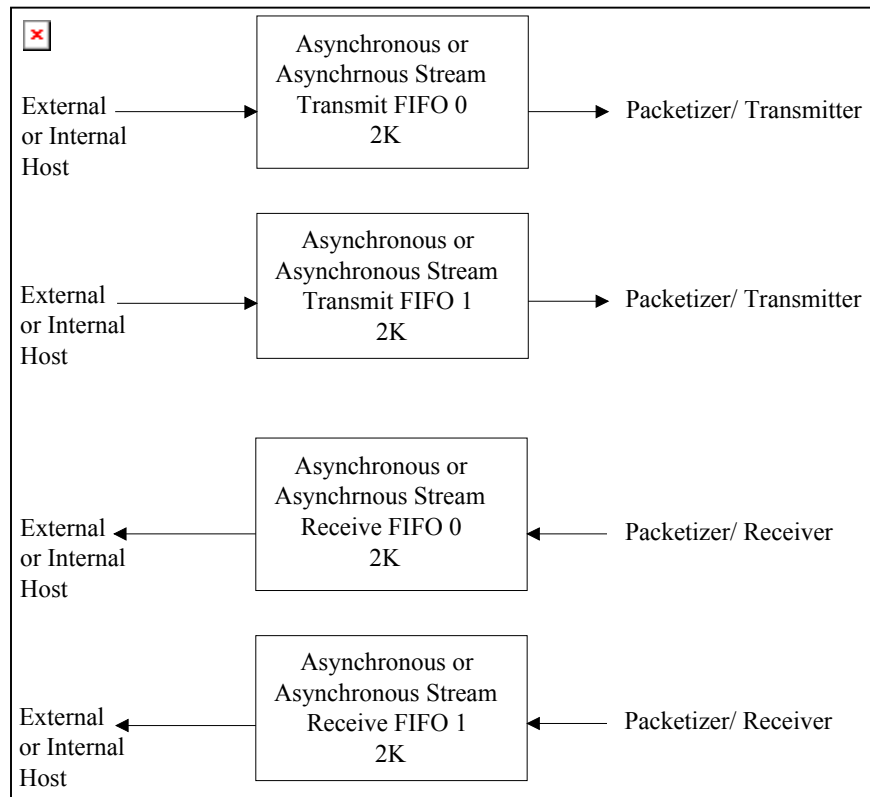 Asynchronous or
Asynchrnous Stream
Transmit FIFO 0
2K
External
or Internal
Host
Packetizer/ Transmitter
Asynchronous or
Asynchronous Stream
Transmit FIFO 1
2K
External
or Internal
Host
Packetizer/ Transmitter
Asynchronous or
Asynchrnous Stream
Receive FIFO 0
2K
External
or Internal
Host
Packetizer/ Receiver
Asynchronous or
Asynchronous Stream
Receive FIFO 1
2K
External
or Internal
Host
Packetizer/ Receiver